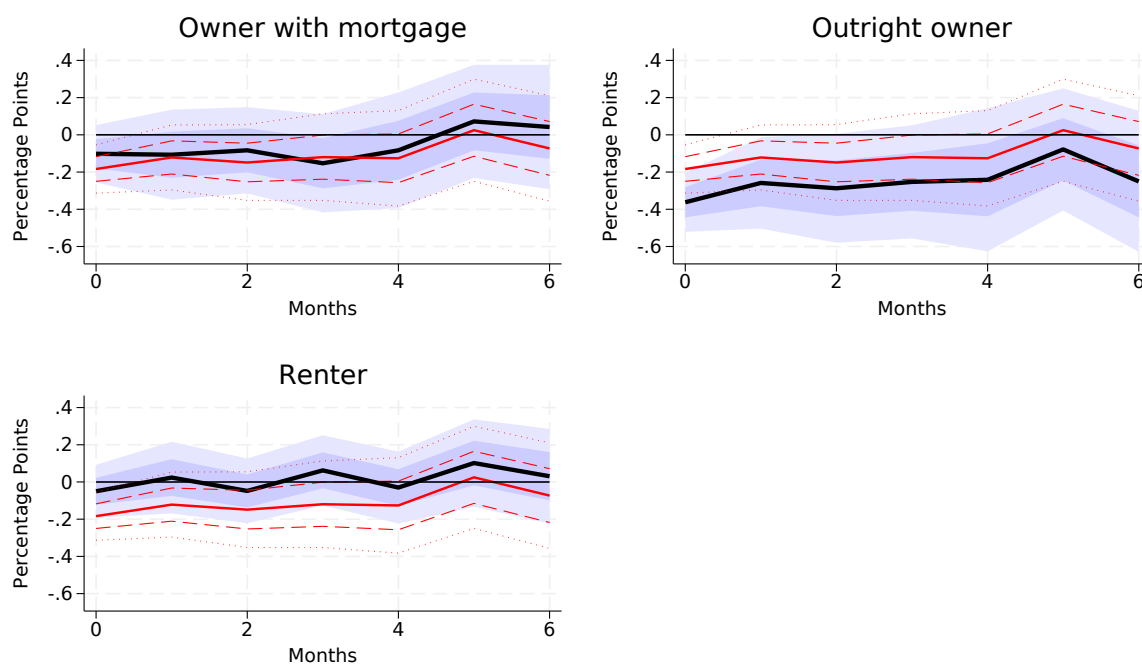 Owner with mortgage
Percentage Points
.4
.2
0
-.2
-.4
-.6
0 2 4 6
Months
Outright owner
Percentage Points
.4
.2
0
-.2
-.4
-.6
0 2 4 6
Months
Renter
Percentage Points
.4
.2
0
-.2
-.4
-.6
0 2 4 6
Months